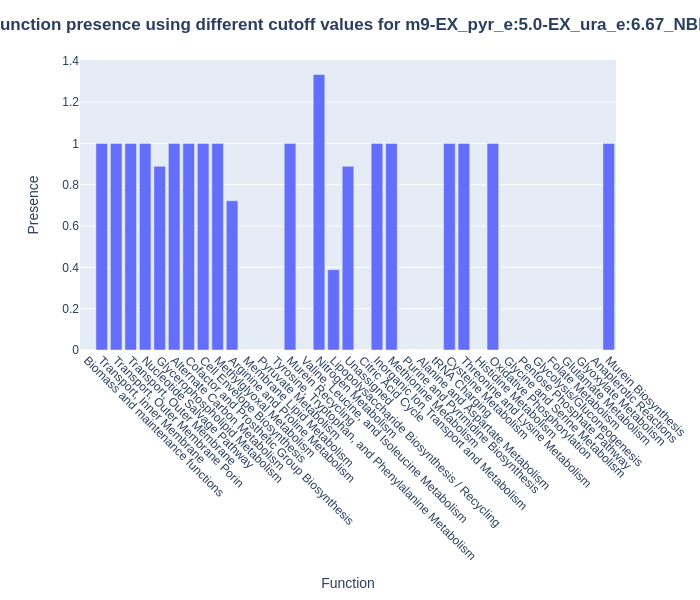 unction presence using different cutoff values for m9-EX_pyr_e:5.0-EX_ura_e:6.67_NB
1.4
1.2
1
0.8
0.6
0.4
0.2
0
Presence
Biomass and maintenance functions
Transport, Inner Membrane
Transport, Outer Membrane
Transport, Outer Membrane Porin
Nucleotide Salvage Pathway
Glycerophospholipid Metabolism
Alternate Carbon Metabolism
Cofactor and Prosthetic Group Biosynthesis
Cell Envelope Biosynthesis
Methylglyoxal Metabolism
Arginine and Proline Metabolism
Membrane Lipid Metabolism
Pyruvate Metabolism
Tyrosine, Tryptophan, and Phenylalanine Metabolism
Murein Recycling
Valine, Leucine, and Isoleucine Metabolism
Nitrogen Metabolism
Lipopolysaccharide Biosynthesis / Recycling
Unassigned
Citric Acid Cycle
Inorganic Ion Transport and Metabolism
Methionine Metabolism
Purine and Pyrimidine Biosynthesis
Alanine and Aspartate Metabolism
tRNA Charging
Cysteine Metabolism
Threonine and Lysine Metabolism
Histidine Metabolism
Oxidative Phosphorylation
Glycine and Serine Metabolism
Pentose Phosphate Pathway
Glycolysis/Gluconeogenesis
Folate Metabolism
Glutamate Metabolism
Glyoxylate Metabolism
Anaplerotic Reactions
Murein Biosynthesis
Function